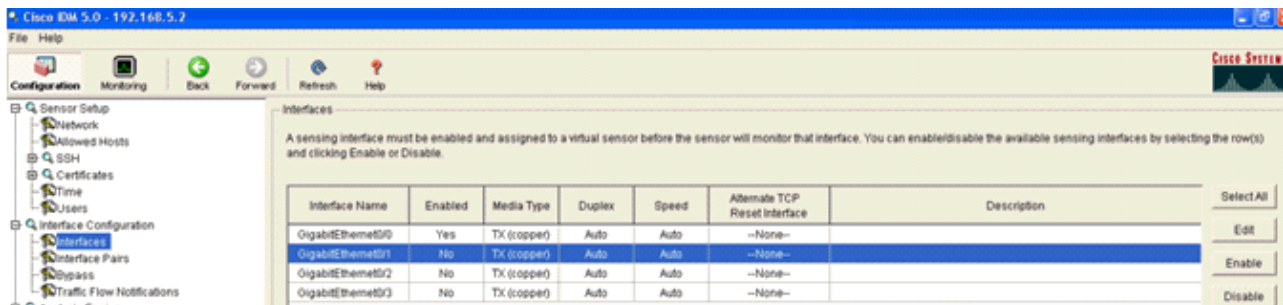 Cisco IDM 5.0 - 192.168.5.2
File Help
Configuration Monitoring Back Forward Refresh Help
CISCO SYSTEM
Sensor Setup
Network
Allowed Hosts
SSH
Certificates
Time
Users
Interface Configuration
Interfaces
Interface Pairs
Bypass
Traffic Flow Notifications
Interfaces
A sensing interface must be enabled and assigned to a virtual sensor before the sensor will monitor that interface. You can enable/disable the available sensing interfaces by selecting the row(s)
and clicking Enable or Disable.
Interface Name Enabled Media Type Duplex Speed Alternate TCP Reset Interface Description
GigabitEthernet0/0 Yes TX (copper) Auto Auto --None--
GigabitEthernet0/1 No TX (copper) Auto Auto --None--
GigabitEthernet0/2 No TX (copper) Auto Auto --None--
GigabitEthernet0/3 No TX (copper) Auto Auto --None--
Select All
Edit
Enable
Disable